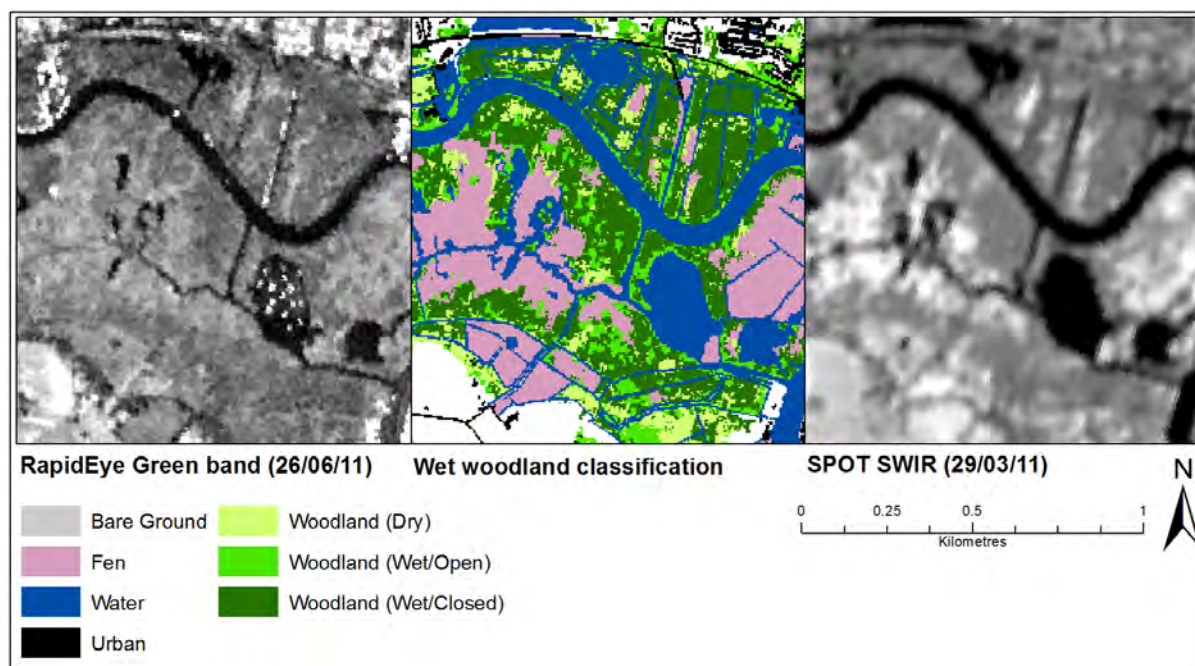 RapidEye Green band (26/06/11)
Wet woodland classification
SPOT SWIR (29/03/11)
Bare Ground
Fen
Water
Urban
Woodland (Dry)
Woodland (Wet/Open)
Woodland (Wet/Closed)
0 0.25 0.5 1
Kilometres
N